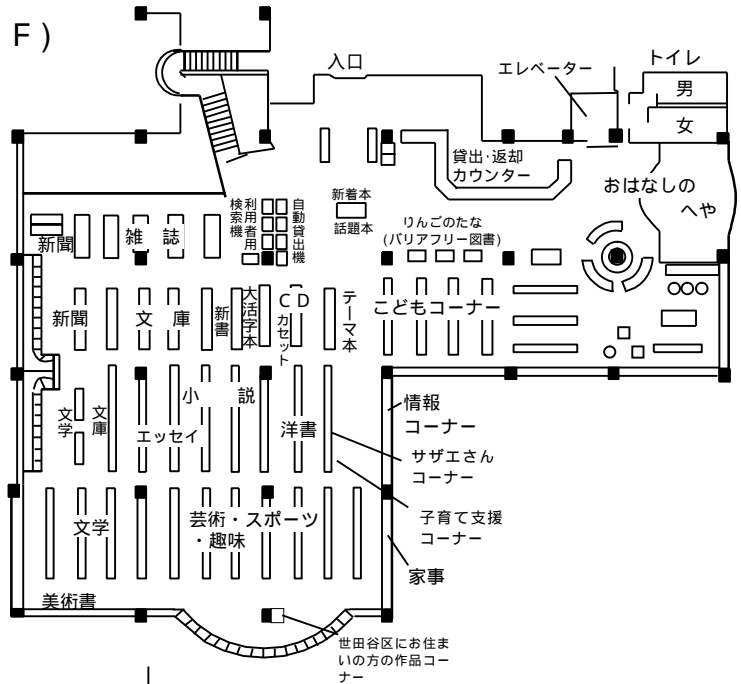 F)
入口
エレベーター
トイレ
男
女
貸出・返却
カウンター
おはなしの
へや
新着本
話題本
りんごのたな
(バリアフリー図書)
自動貸出機
利用者用
検索機
新聞
雑誌
新聞
文庫
新書
大活字本
CD
カセット
テーマ本
こどもコーナー
文学
文庫
小説
エッセイ
洋書
情報
コーナー
サザエさん
コーナー
子育て支援
コーナー
文学
芸術・スポーツ
・趣味
家事
美術書
世田谷区にお住ま
いの方の作品コー
ナー